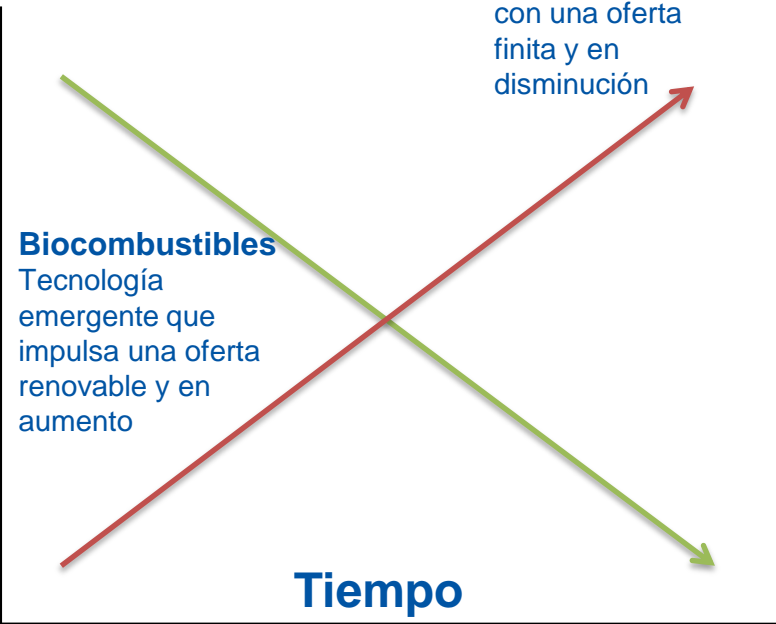 con una oferta
finita y en
disminución
Biocombustibles
Tecnología
emergente que
impulsa una oferta
renovable y en
aumento
Tiempo